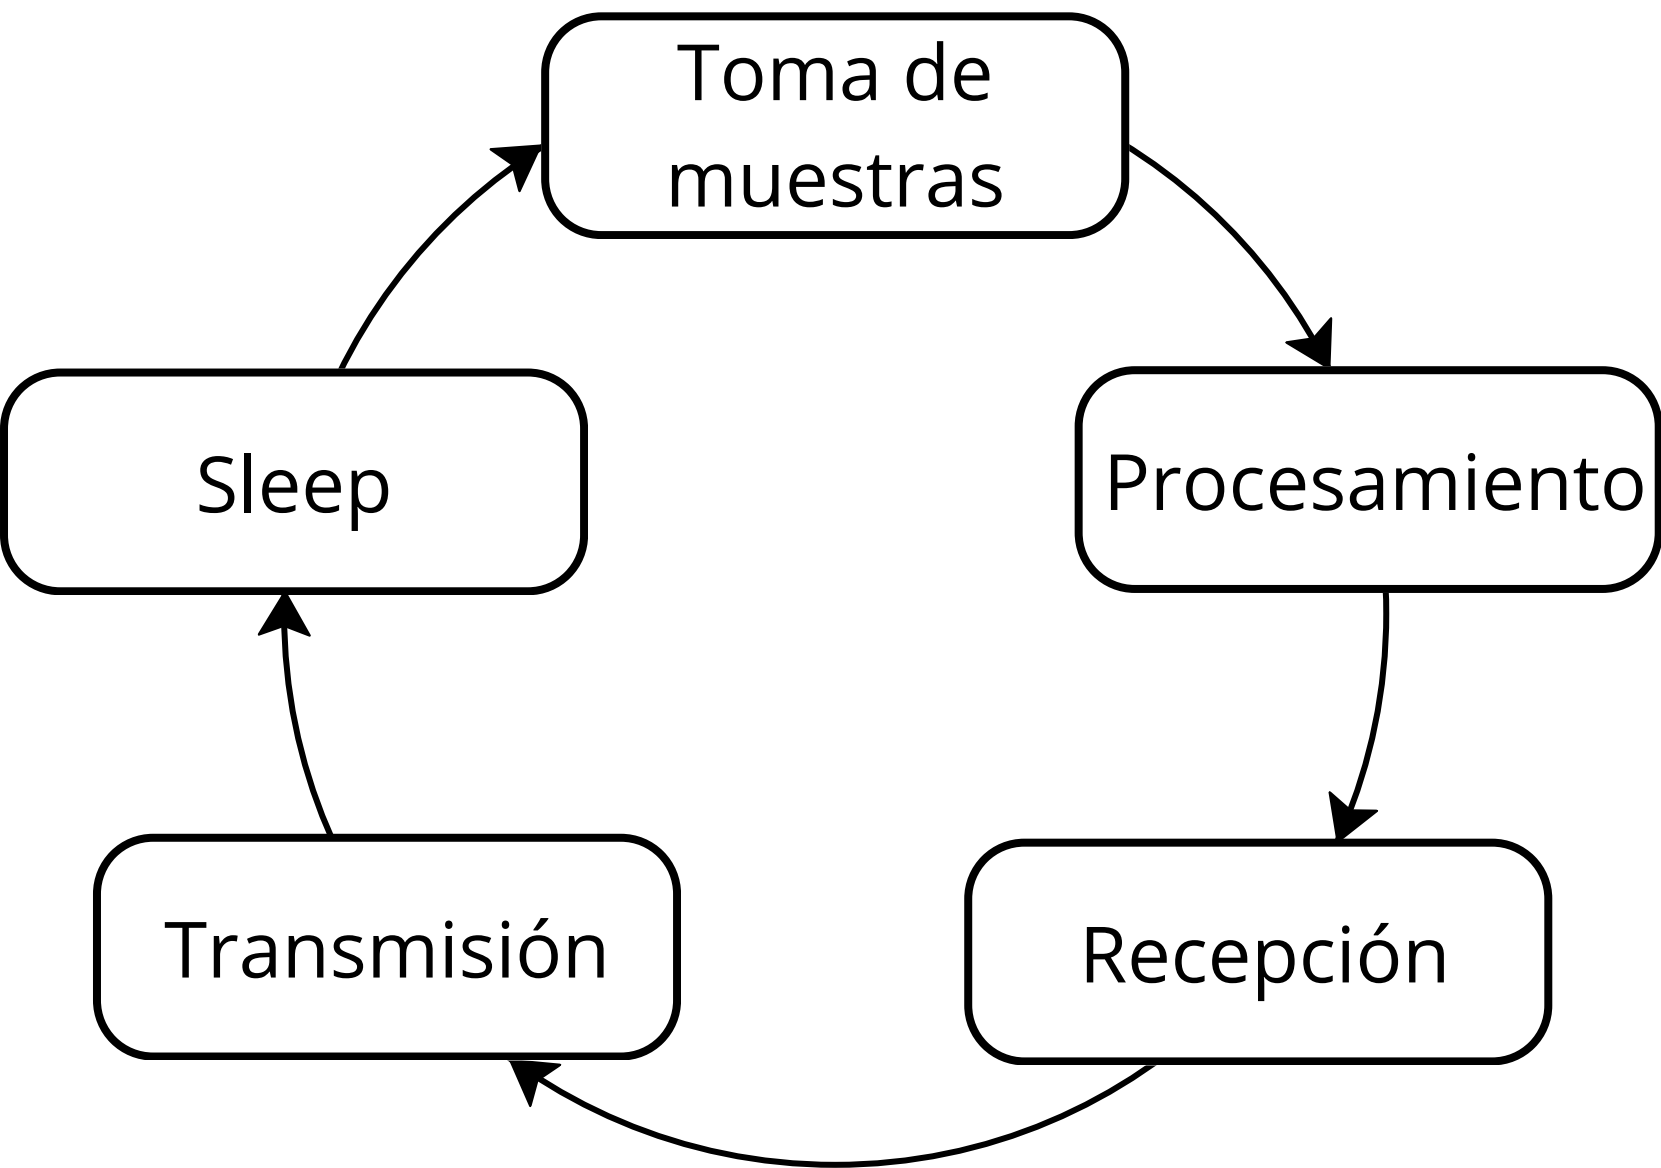 Toma de
muestras
Sleep
Procesamiento
Transmisión
Recepción